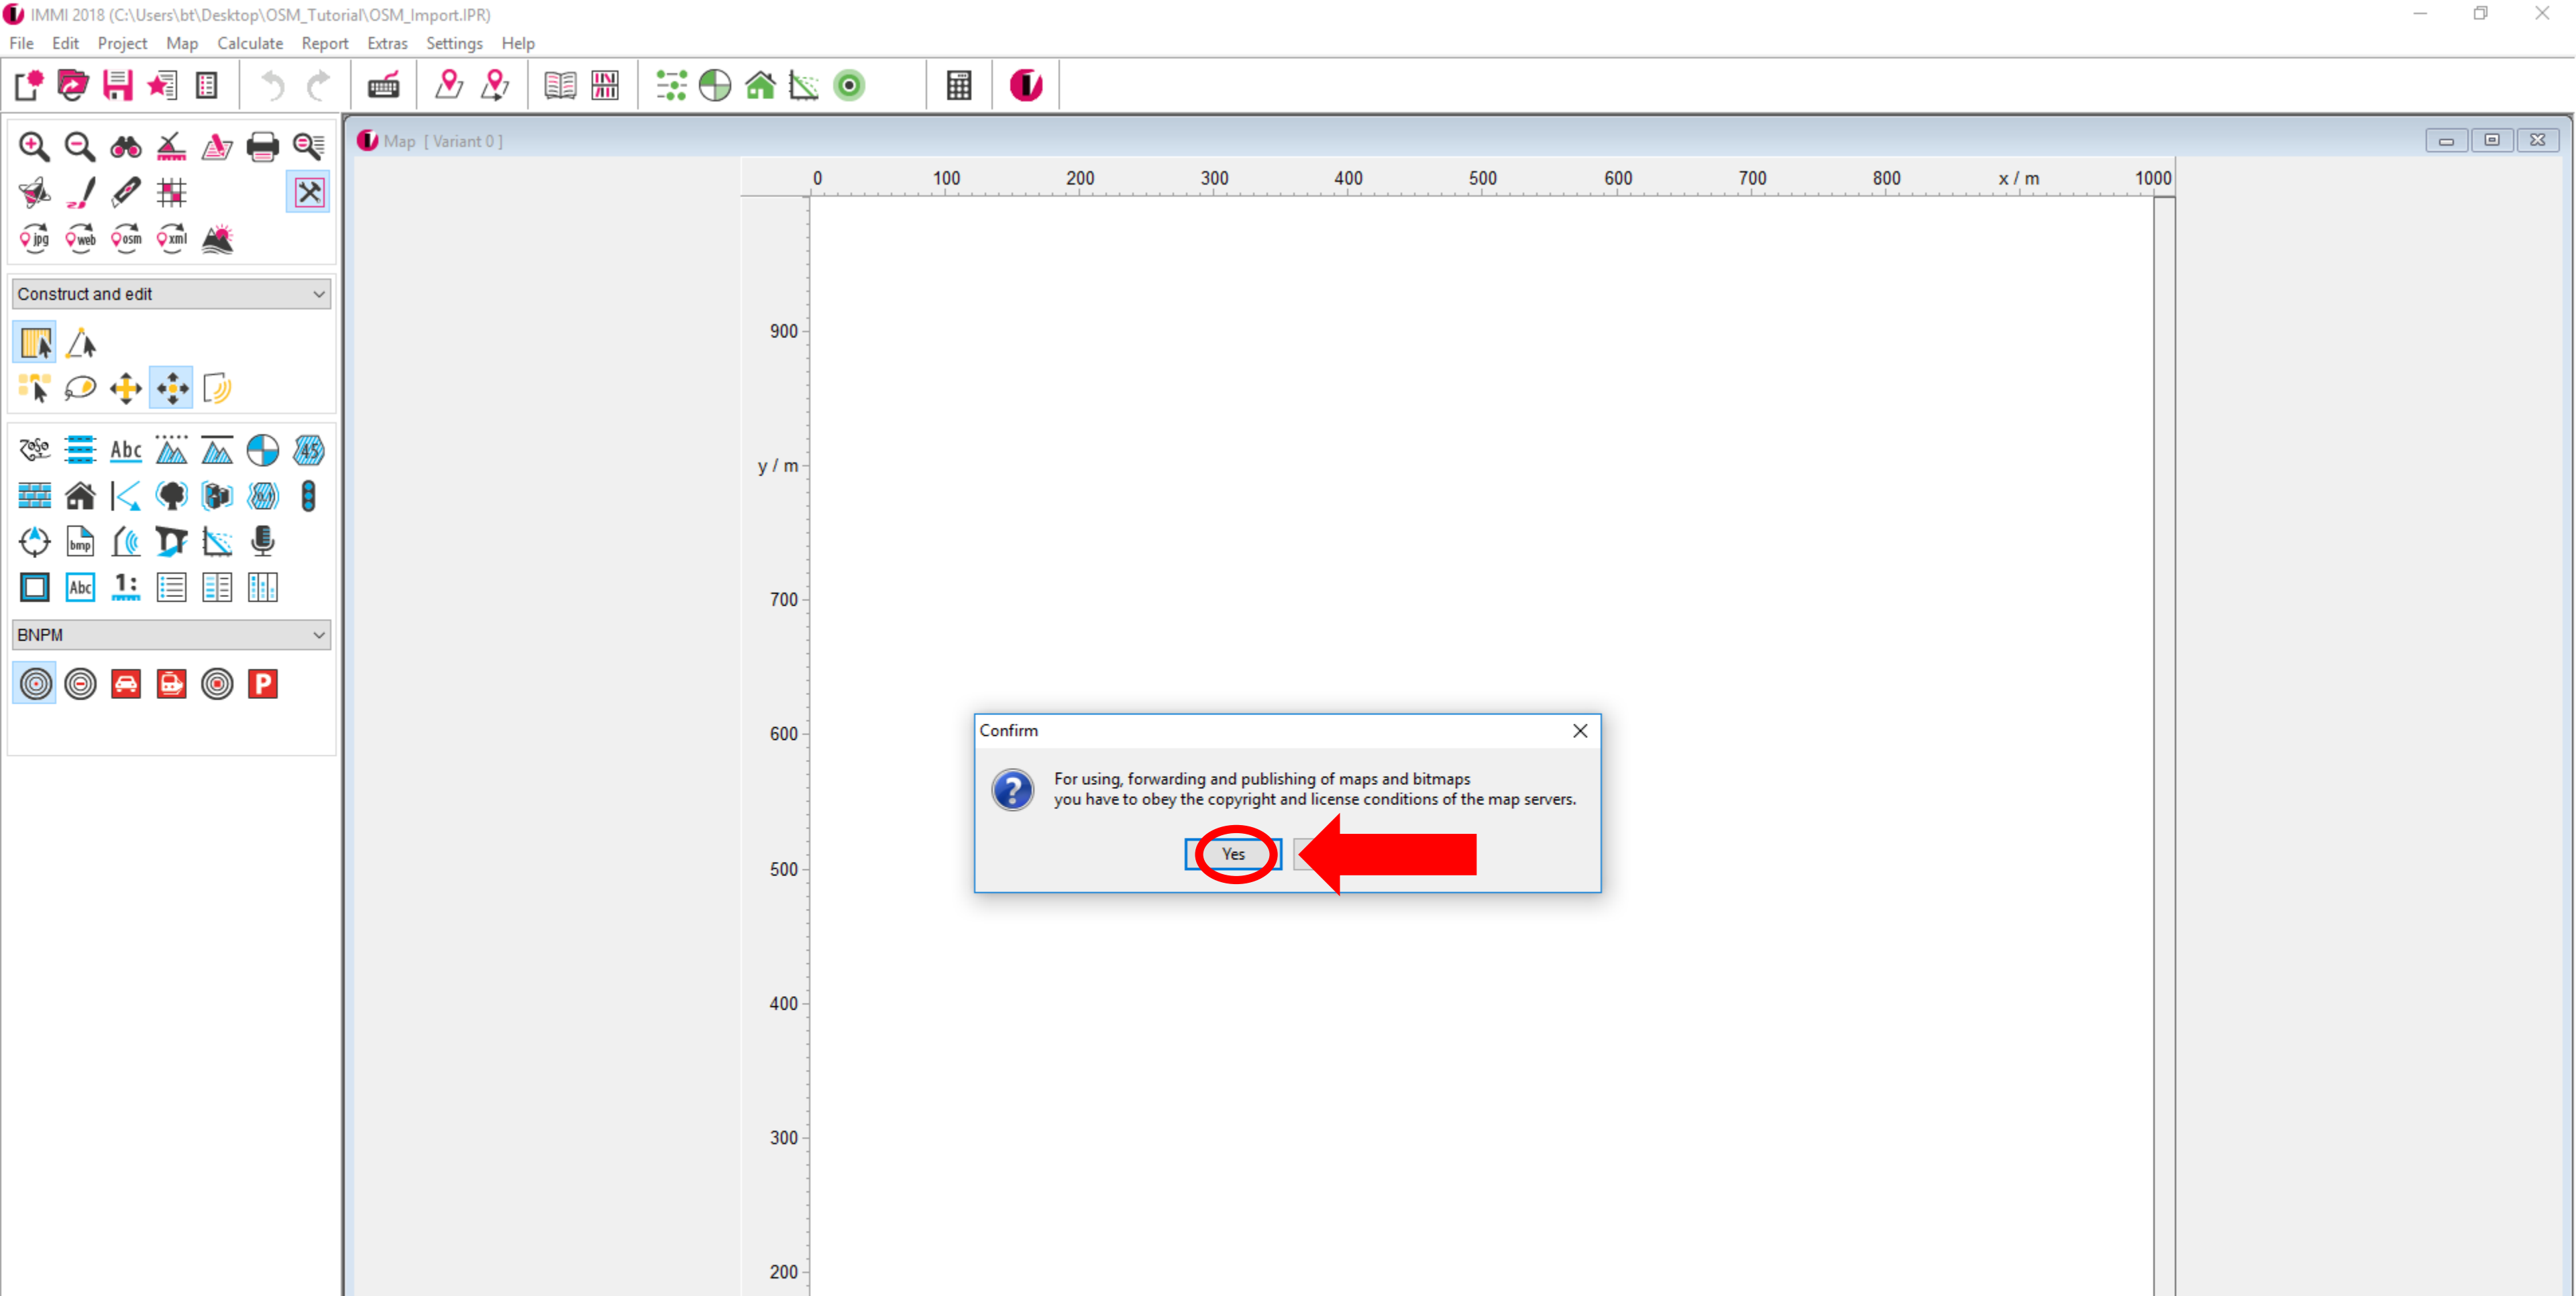 IMMI 2018 (C:\Users\bt\Desktop\OSM_Tutorial\OSM_Import.IPR)
File Edit Project Map Calculate Report Extras Settings Help
Map [ Variant 0 ]
0 100 200 300 400 500 600 700 800 x / m 1000
jpg web osm xml
Construct and edit
900
Abc 45
y / m
bmp
Abc 1:
700
BNPM
P
600
Confirm
For using, forwarding and publishing of maps and bitmaps
you have to obey the copyright and license conditions of the map servers.
Yes
500
400
300
200